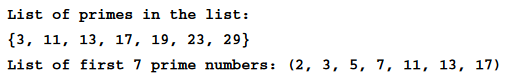 List of primes in the list:
{3, 11, 13, 17, 19, 23, 29}
List of first 7 prime numbers: (2, 3, 5, 7, 11, 13, 17)